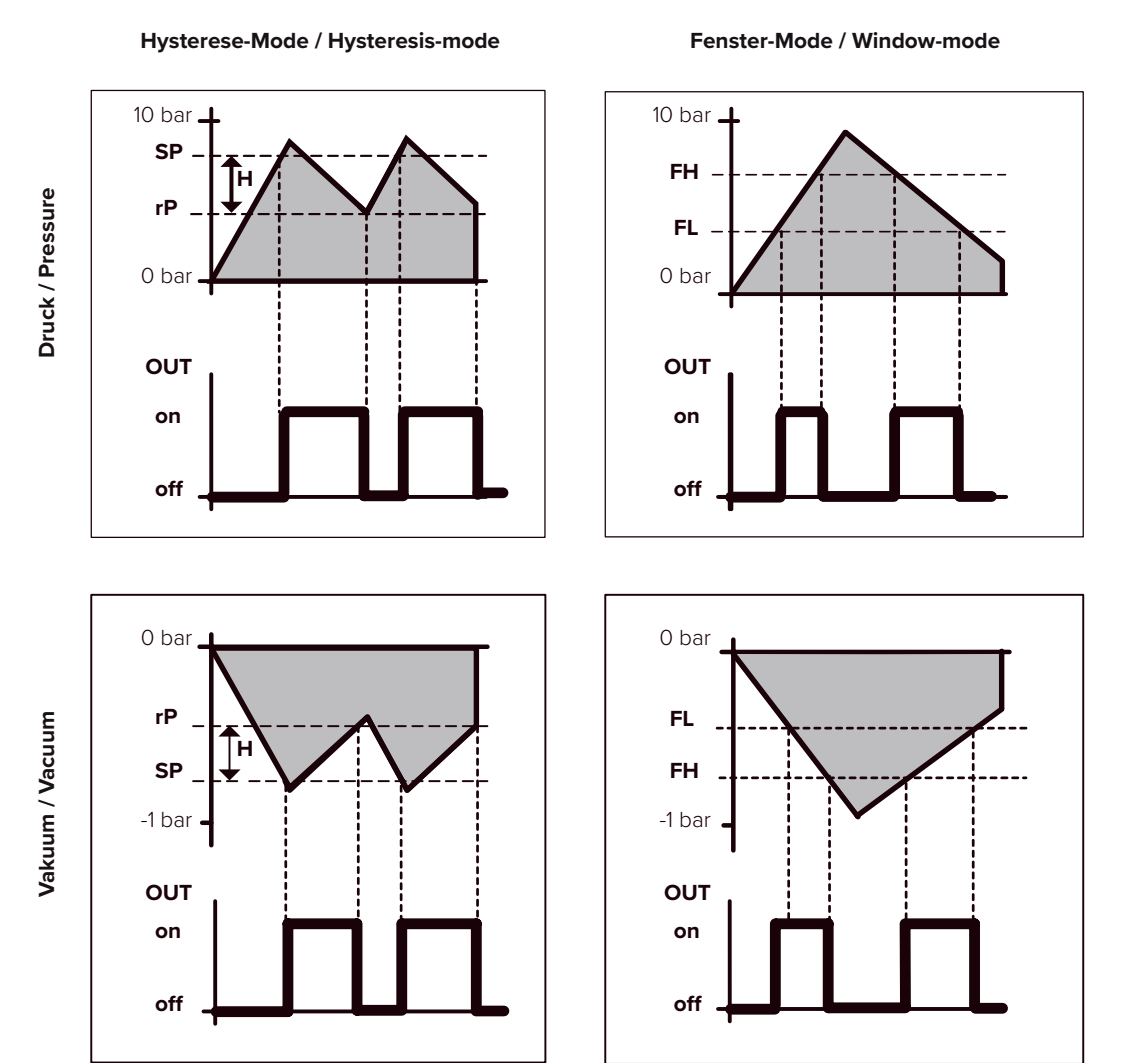 Hysterese-Mode / Hysteresis-mode
Fenster-Mode / Window-mode
Druck / Pressure
10 bar
SP
H
rP
0 bar
OUT
on
off
10 bar
FH
FL
0 bar
OUT
on
off
Vakuum / Vacuum
0 bar
rP
H
SP
-1 bar
OUT
on
off
0 bar
FL
FH
-1 bar
OUT
on
off